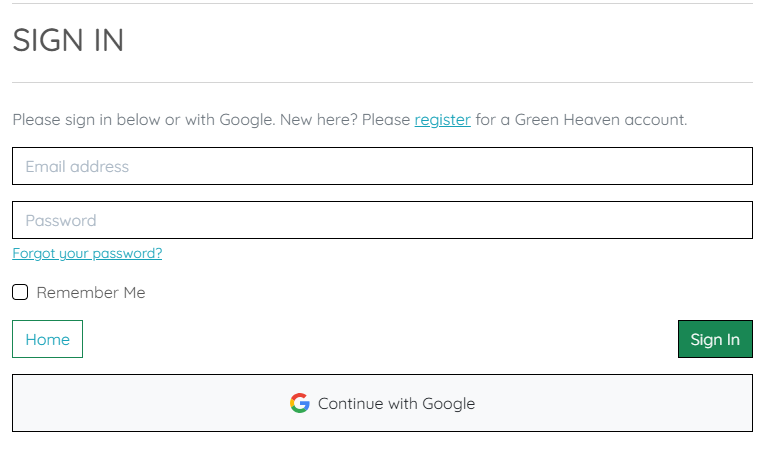 SIGN IN
Please sign in below or with Google. New here? Please register for a Green Heaven account.
Email address
Password
Forgot your password?
Remember Me
Home
Sign In
Continue with Google